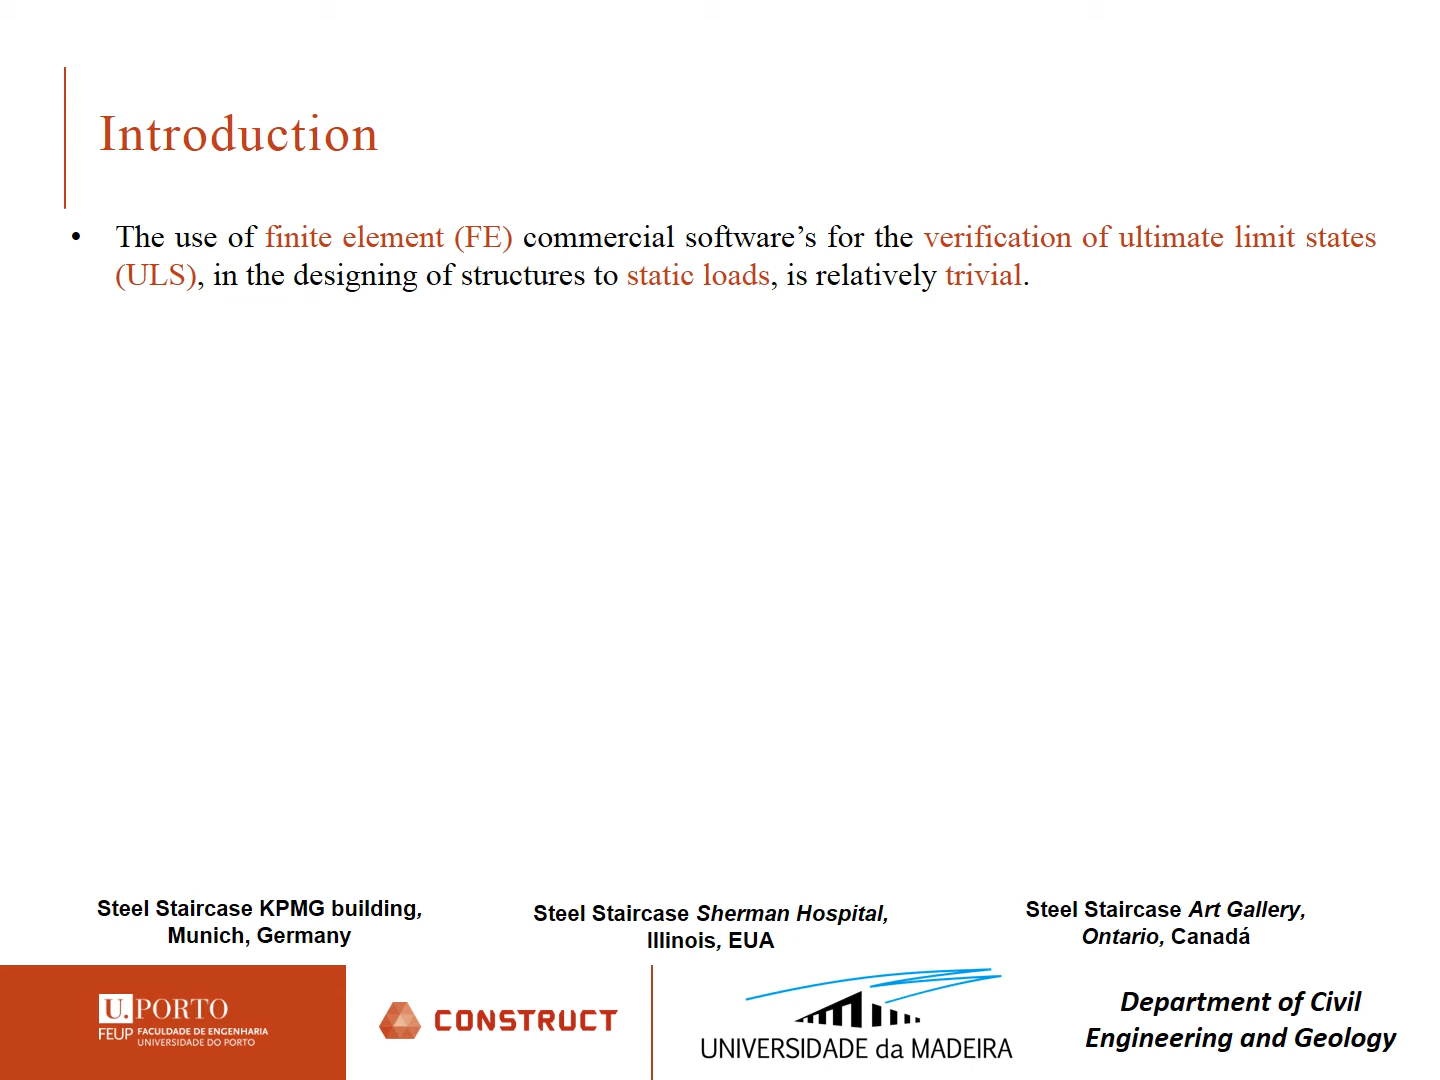 Introduction
• The use of finite element (FE) commercial software’s for the verification of ultimate limit states
(ULS), in the designing of structures to static loads, is relatively trivial.
Steel Staircase KPMG building,
Munich, Germany
Steel Staircase Sherman Hospital,
Illinois, EUA
Steel Staircase Art Gallery,
Ontario, Canadá
U. PORTO
FEUP FACULDADE DE ENGENHARIA
UNIVERSIDADE DO PORTO
CONSTRUCT
UNIVERSIDADE da MADEIRA
Department of Civil
Engineering and Geology